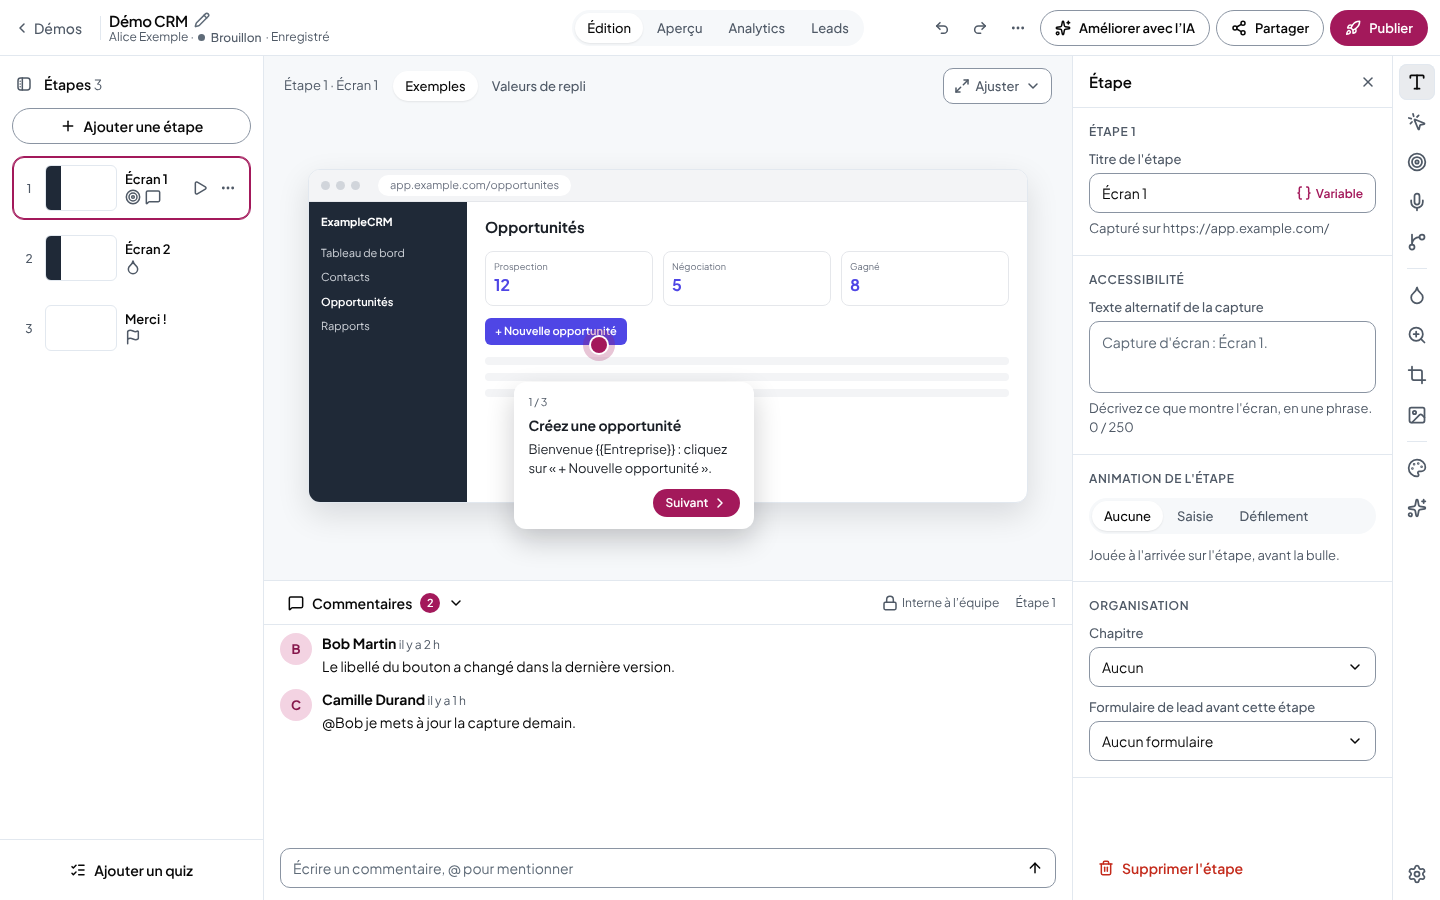 Démos
Démo CRM
Alice Exemple · Brouillon · Enregistré
Édition
Aperçu
Analytics
Leads
Améliorer avec l'IA
Partager
Publier
Étapes 3
Ajouter une étape
1
Écran 1
2
Écran 2
3
Merci !
Ajouter un quiz
Étape 1 · Écran 1
Exemples
Valeurs de repli
Ajuster
app.example.com/opportunites
ExampleCRM
Tableau de bord
Contacts
Opportunités
Rapports
Opportunités
Prospection
12
Négociation
5
Gagné
8
+ Nouvelle opportunité
1 / 3
Créez une opportunité
Bienvenue {{Entreprise}} : cliquez
sur « + Nouvelle opportunité ».
Suivant
Commentaires 2
Interne à l'équipe
Étape 1
B
Bob Martin il y a 2 h
Le libellé du bouton a changé dans la dernière version.
C
Camille Durand il y a 1 h
@Bob je mets à jour la capture demain.
Écrire un commentaire, @ pour mentionner
Étape
ÉTAPE 1
Titre de l'étape
Écran 1
{ } Variable
Capturé sur https://app.example.com/
ACCESSIBILITÉ
Texte alternatif de la capture
Capture d'écran : Écran 1.
Décrivez ce que montre l'écran, en une phrase.
0 / 250
ANIMATION DE L'ÉTAPE
Aucune
Saisie
Défilement
Jouée à l'arrivée sur l'étape, avant la bulle.
ORGANISATION
Chapitre
Aucun
Formulaire de lead avant cette étape
Aucun formulaire
Supprimer l'étape